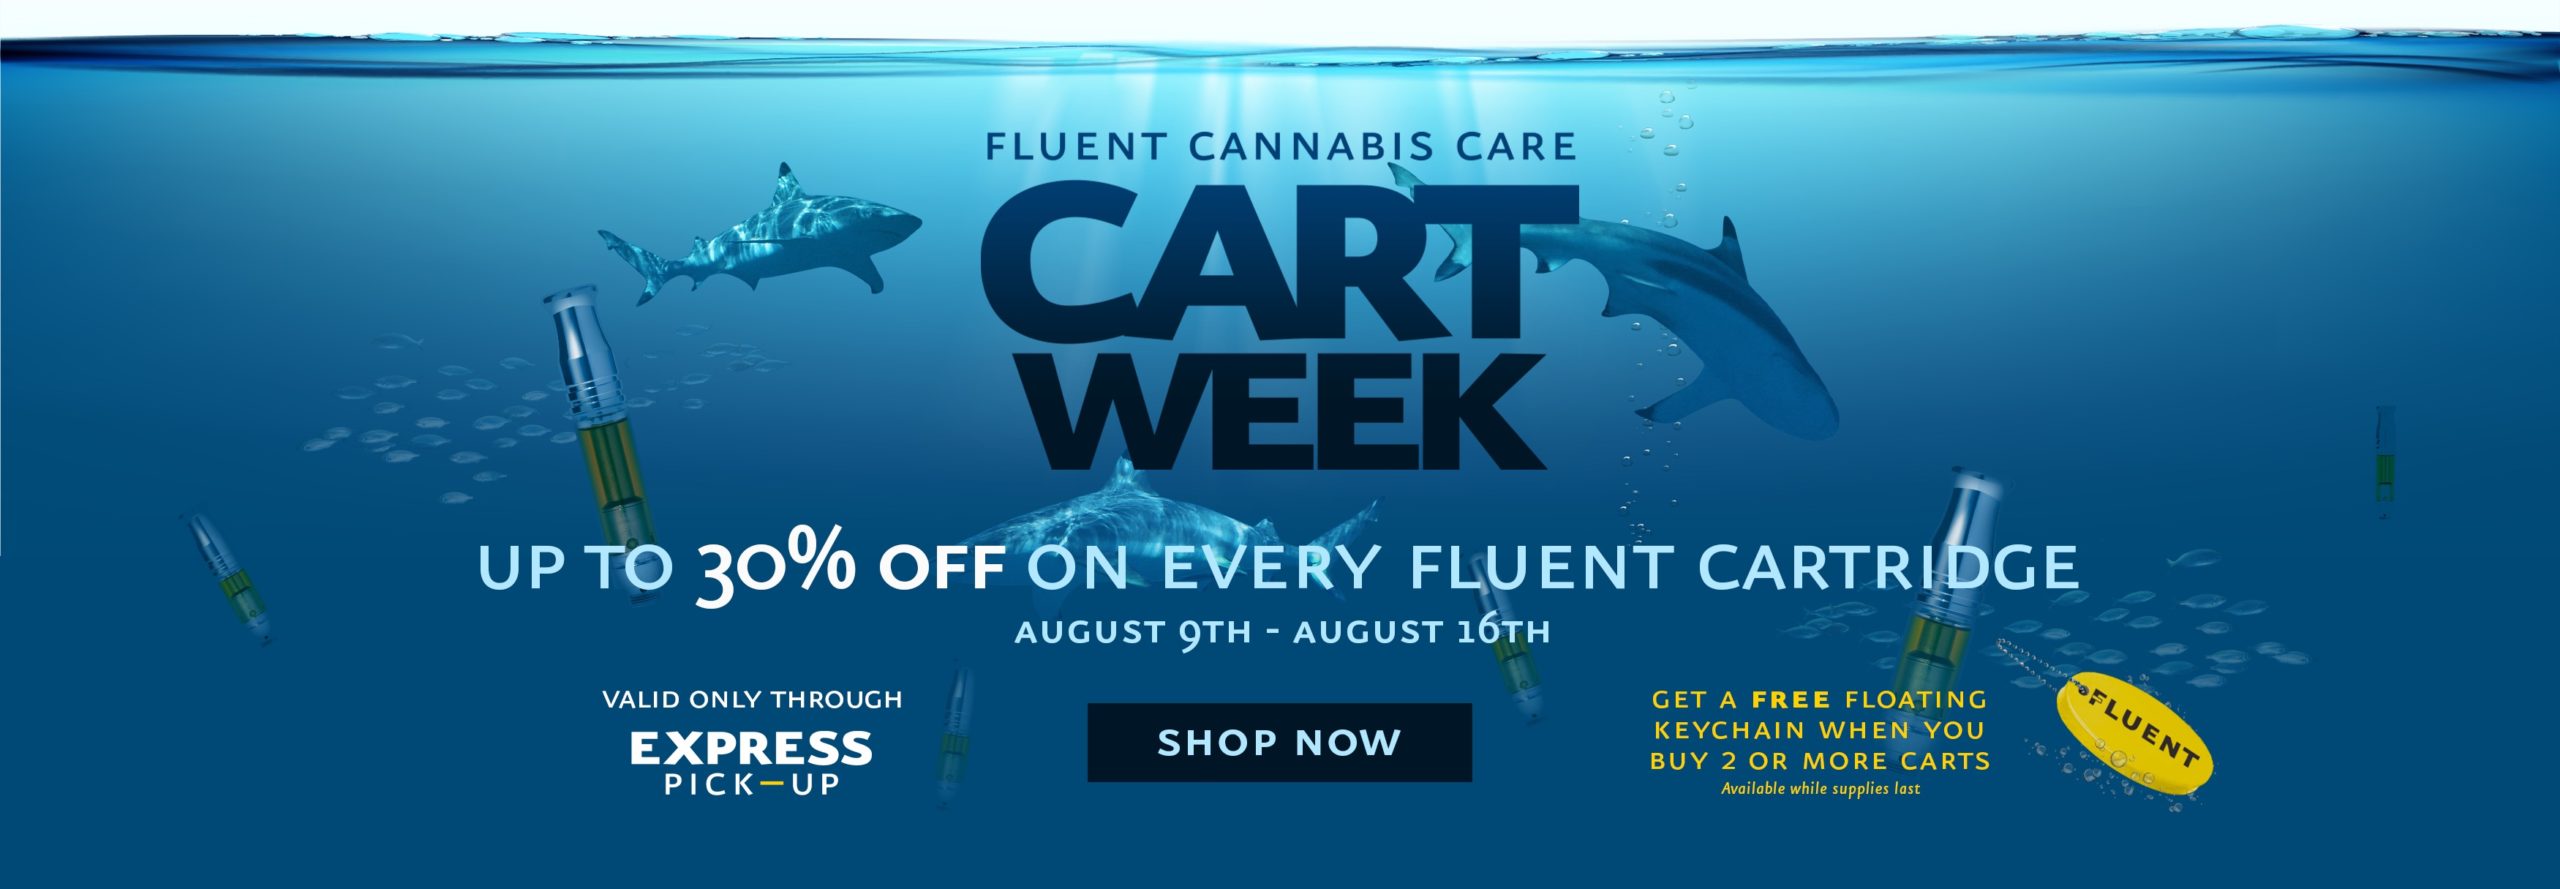 FLUENT CANNABIS CARE
CART
WEEK
UP TO 30% OFF ON EVERY FLUENT CARTRIDGE
AUGUST 9TH - AUGUST 16TH
VALID ONLY THROUGH
EXPRESS
PICK—UP
SHOP NOW
GET A FREE FLOATING
KEYCHAIN WHEN YOU
BUY 2 OR MORE CARTS
Available while supplies last
FLUENT